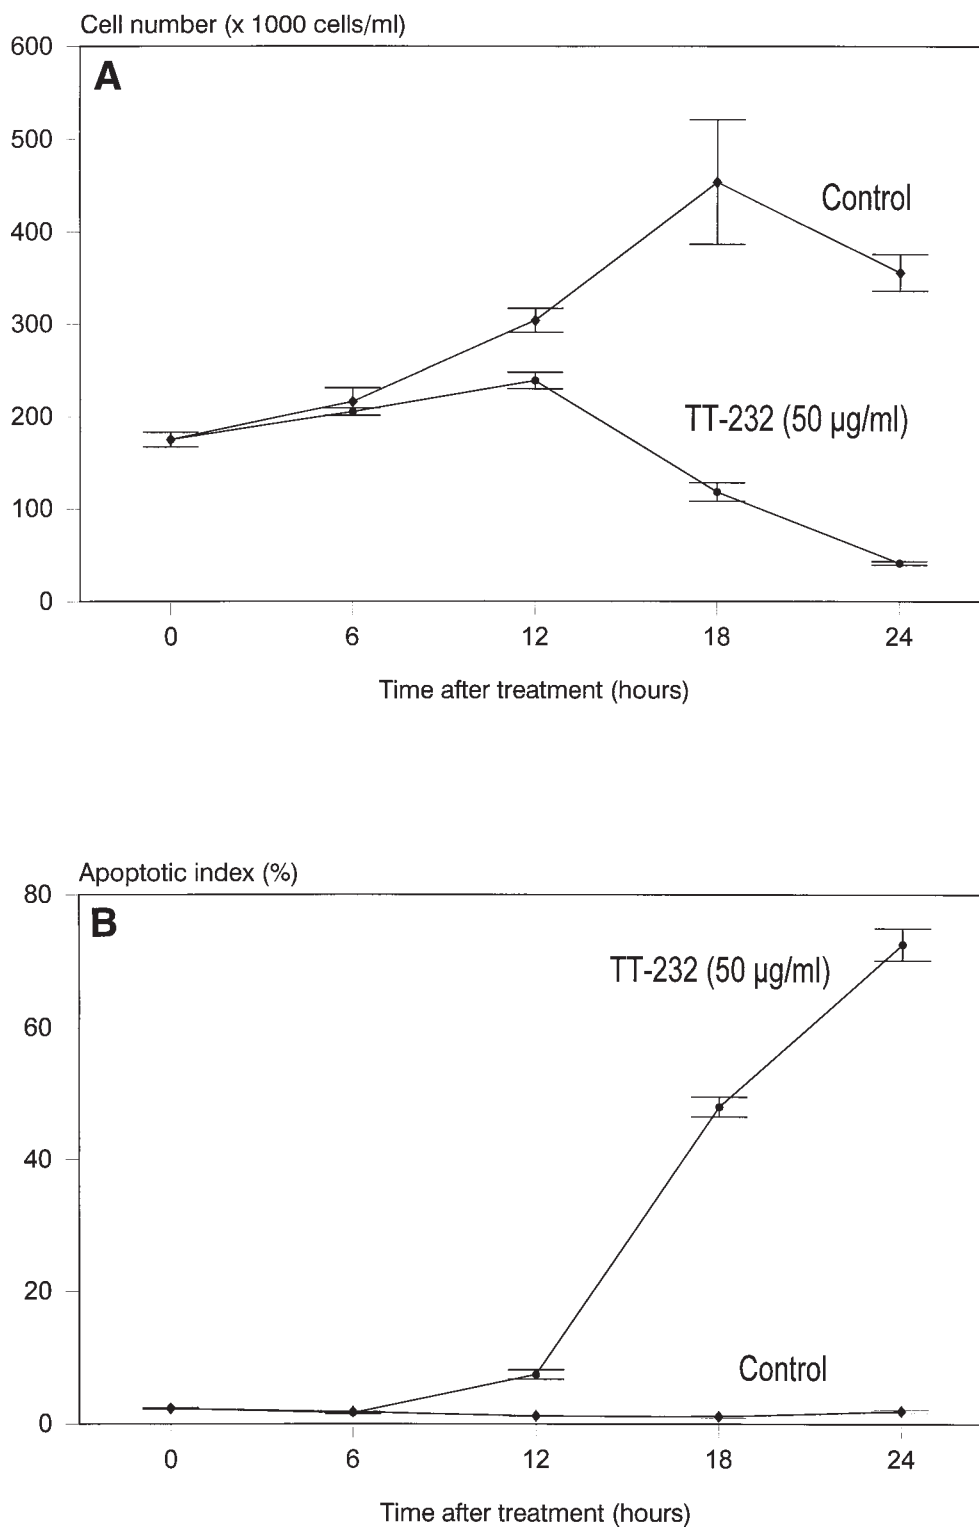 Cell number (x 1000 cells/ml)
600
A
500
Control
400
300
TT-232 (50 µg/ml)
200
100
0
0 6 12 18 24
Time after treatment (hours)
Apoptotic index (%)
80
B
TT-232 (50 µg/ml)
60
40
20
Control
0
0 6 12 18 24
Time after treatment (hours)